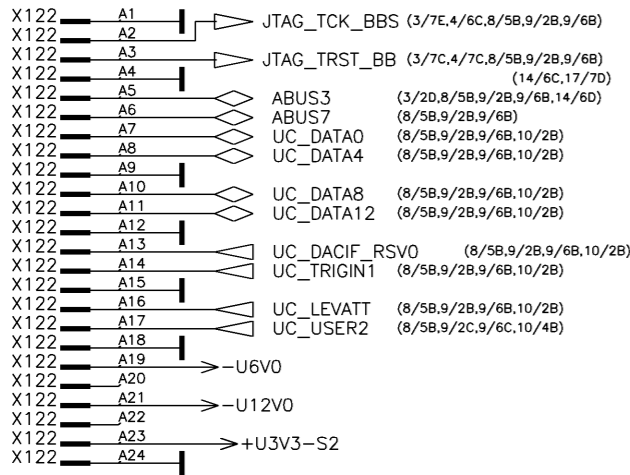 X122 A1
X122 A2 JTAG_TCK_BBS (3/7E,4/6C,8/5B,9/2B,9/6B)
X122 A3 JTAG_TRST_BB (3/7C,4/7C,8/5B,9/2B,9/6B)
X122 A4 (14/6C,17/7D)
X122 A5 ABUS3 (3/2D,8/5B,9/2B,9/6B,14/6D)
X122 A6 ABUS7 (8/5B,9/2B,9/6B)
X122 A7 UC_DATA0 (8/5B,9/2B,9/6B,10/2B)
X122 A8 UC_DATA4 (8/5B,9/2B,9/6B,10/2B)
X122 A9
X122 A10 UC_DATA8 (8/5B,9/2B,9/6B,10/2B)
X122 A11 UC_DATA12 (8/5B,9/2B,9/6B,10/2B)
X122 A12
X122 A13 UC_DACIF_RSV0 (8/5B,9/2B,9/6B,10/2B)
X122 A14 UC_TRIGIN1 (8/5B,9/2B,9/6B,10/2B)
X122 A15
X122 A16 UC_LEVATT (8/5B,9/2B,9/6B,10/2B)
X122 A17 UC_USER2 (8/5B,9/2C,9/6C,10/4B)
X122 A18
X122 A19 -U6V0
X122 A20
X122 A21 -U12V0
X122 A22
X122 A23 +U3V3-S2
X122 A24